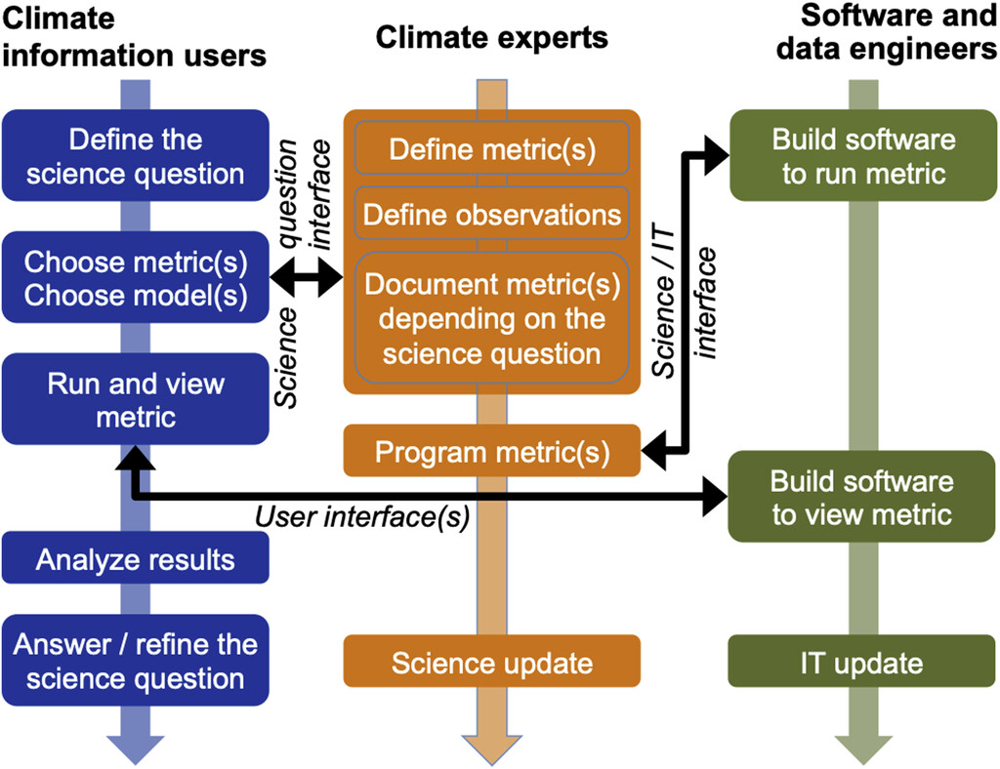 Climate
information users
Climate experts
Software and
data engineers
Define the
science question
Choose metric(s)
Choose model(s)
Run and view
metric
Analyze results
Answer / refine the
science question
Science question
interface
Define metric(s)
Define observations
Document metric(s)
depending on the
science question
Program metric(s)
Science update
Science / IT
interface
User interface(s)
Build software
to run metric
Build software
to view metric
IT update